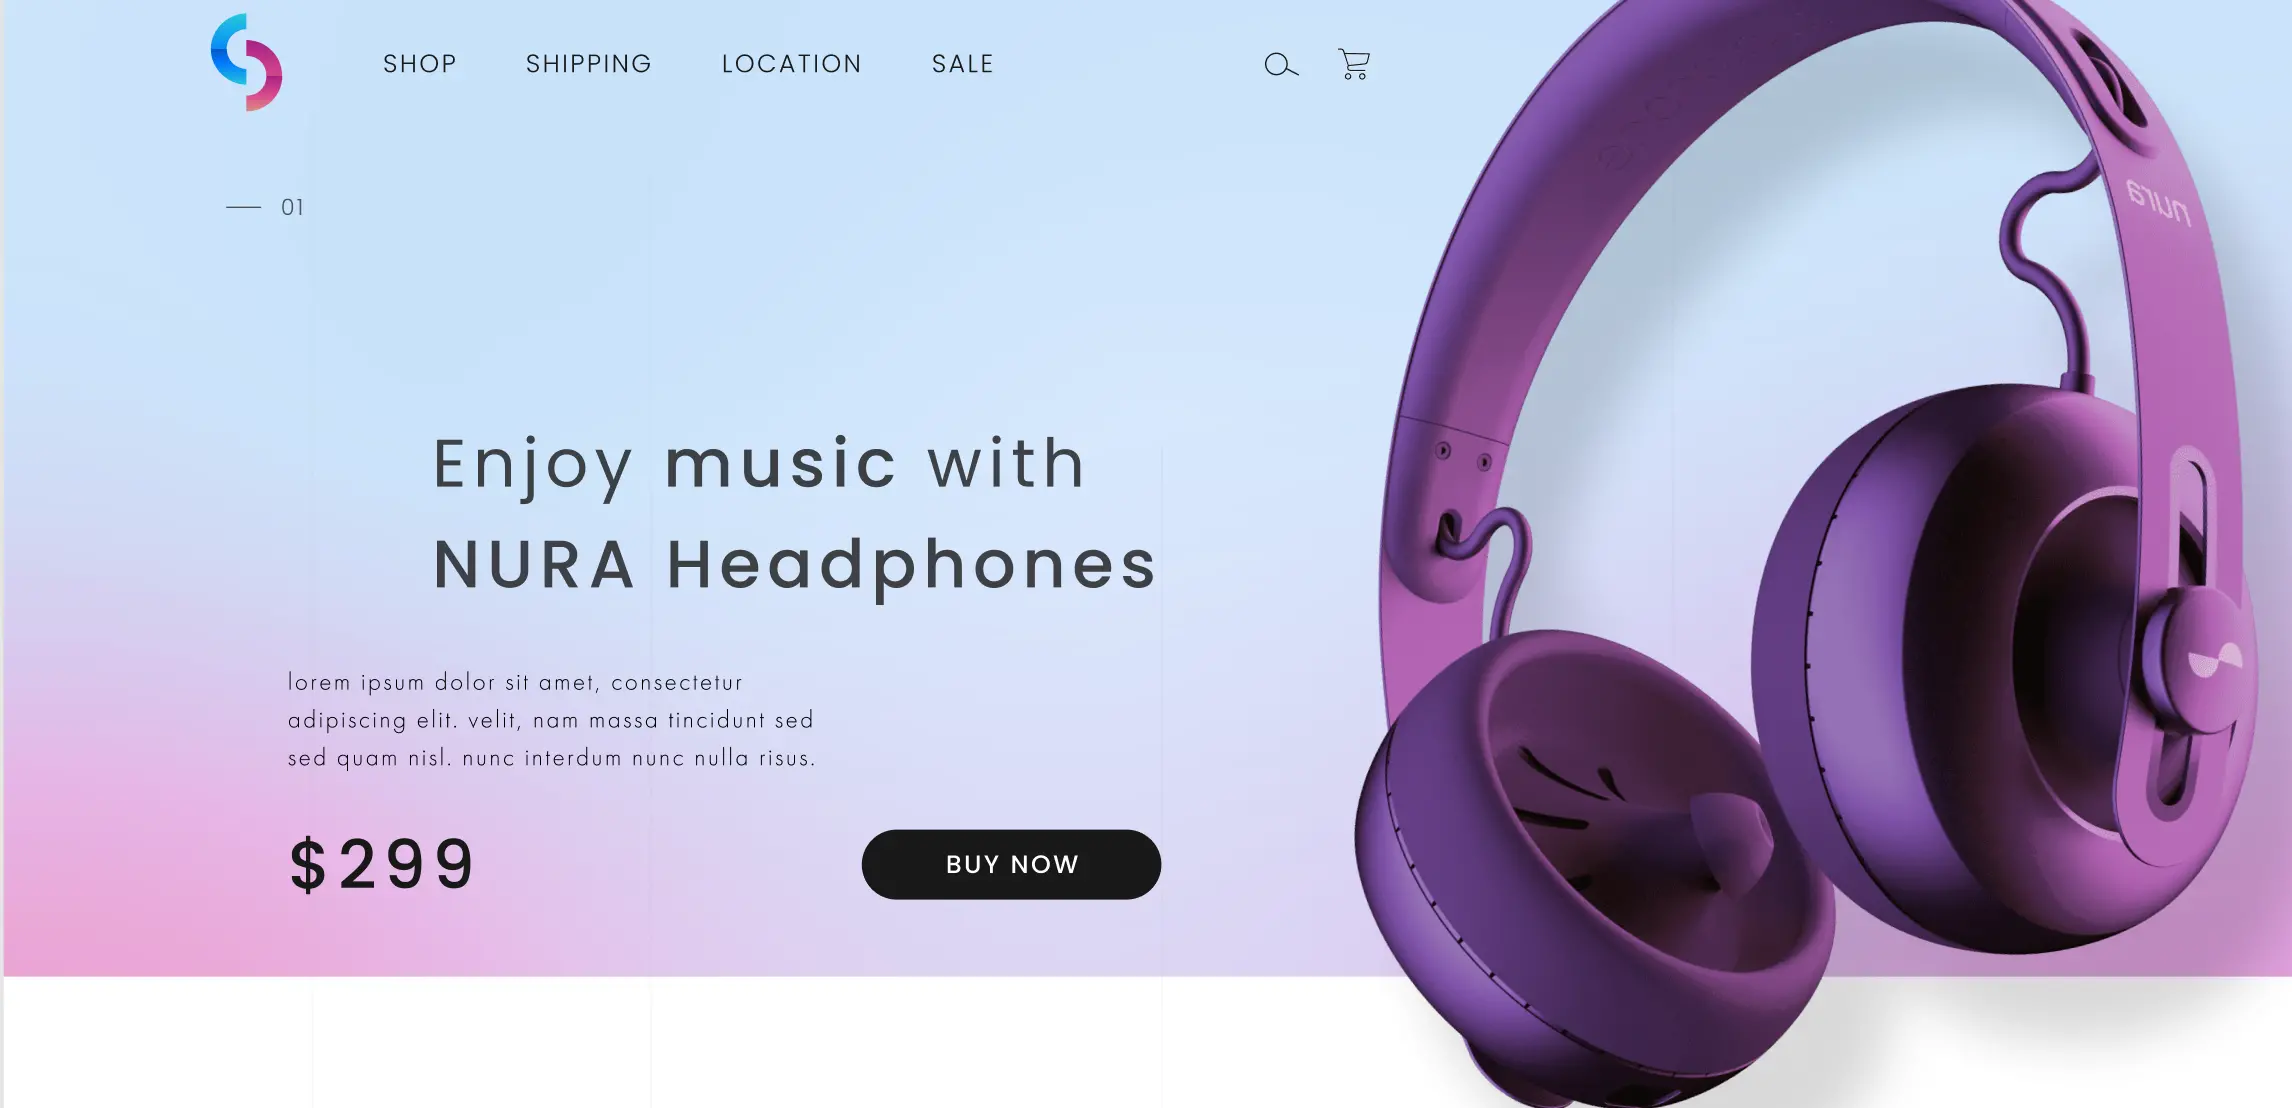 SHOP SHIPPING LOCATION SALE
01
nura
Enjoy music with
NURA Headphones
lorem ipsum dolor sit amet, consectetur
adipiscing elit. velit, nam massa tincidunt sed
sed quam nisl. nunc interdum nunc nulla risus.
$299
BUY NOW